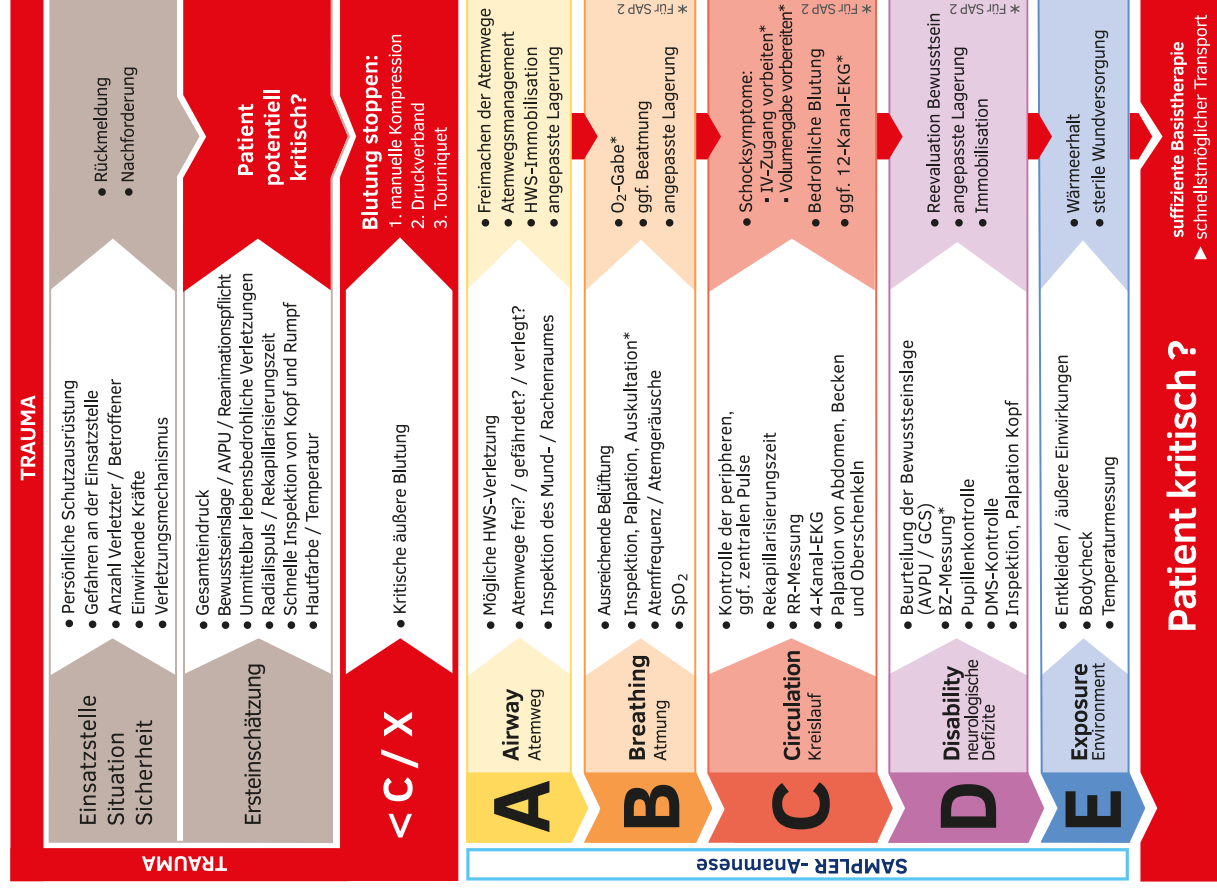 TRAUMA
TRAUMA
Einsatzstelle
Situation
Sicherheit
• Persönliche Schutzausrüstung
• Gefahren an der Einsatzstelle
• Anzahl Verletzter / Betroffener
• Einwirkende Kräfte
• Verletzungsmechanismus
• Rückmeldung
• Nachforderung
Ersteinschätzung
• Gesamteindruck
• Bewusstseinslage / AVPU / Reanimationspflicht
• Unmittelbar lebensbedrohliche Verletzungen
• Radialispuls / Rekapillarisierungszeit
• Schnelle Inspektion von Kopf und Rumpf
• Hautfarbe / Temperatur
Patient
potentiell
kritisch?
< C / X
• Kritische äußere Blutung
Blutung stoppen:
1. manuelle Kompression
2. Druckverband
3. Tourniquet
SAMPLER -Anamnese
A
Airway
Atemweg
• Mögliche HWS-Verletzung
• Atemwege frei? / gefährdet? / verlegt?
• Inspektion des Mund- / Rachenraumes
• Freimachen der Atemwege
• Atemwegsmanagement
• HWS-Immobilisation
• angepasste Lagerung
B
Breathing
Atmung
• Ausreichende Belüftung
• Inspektion, Palpation, Auskultation*
• Atemfrequenz / Atemgeräusche
• SpO₂
• O₂-Gabe*
• ggf. Beatmung
• angepasste Lagerung
* Für SAP 2
C
Circulation
Kreislauf
• Kontrolle der peripheren,
ggf. zentralen Pulse
• Rekapillarisierungszeit
• RR-Messung
• 4-Kanal-EKG
• Palpation von Abdomen, Becken
und Oberschenkeln
• Schocksymptome:
▪ IV-Zugang vorbeiten*
▪ Volumengabe vorbereiten*
• Bedrohliche Blutung
• ggf. 12-Kanal-EKG*
* Für SAP 2
D
Disability
neurologische
Defizite
• Beurteilung der Bewusstseinslage
(AVPU / GCS)
• BZ-Messung*
• Pupillenkontrolle
• DMS-Kontrolle
• Inspektion, Palpation Kopf
• Reevaluation Bewusstsein
• angepasste Lagerung
• Immobilisation
* Für SAP 2
E
Exposure
Environment
• Entkleiden / äußere Einwirkungen
• Bodycheck
• Temperaturmessung
• Wärmeerhalt
• sterile Wundversorgung
Patient kritisch ?
suffiziente Basistherapie
▶ schnellstmöglicher Transport